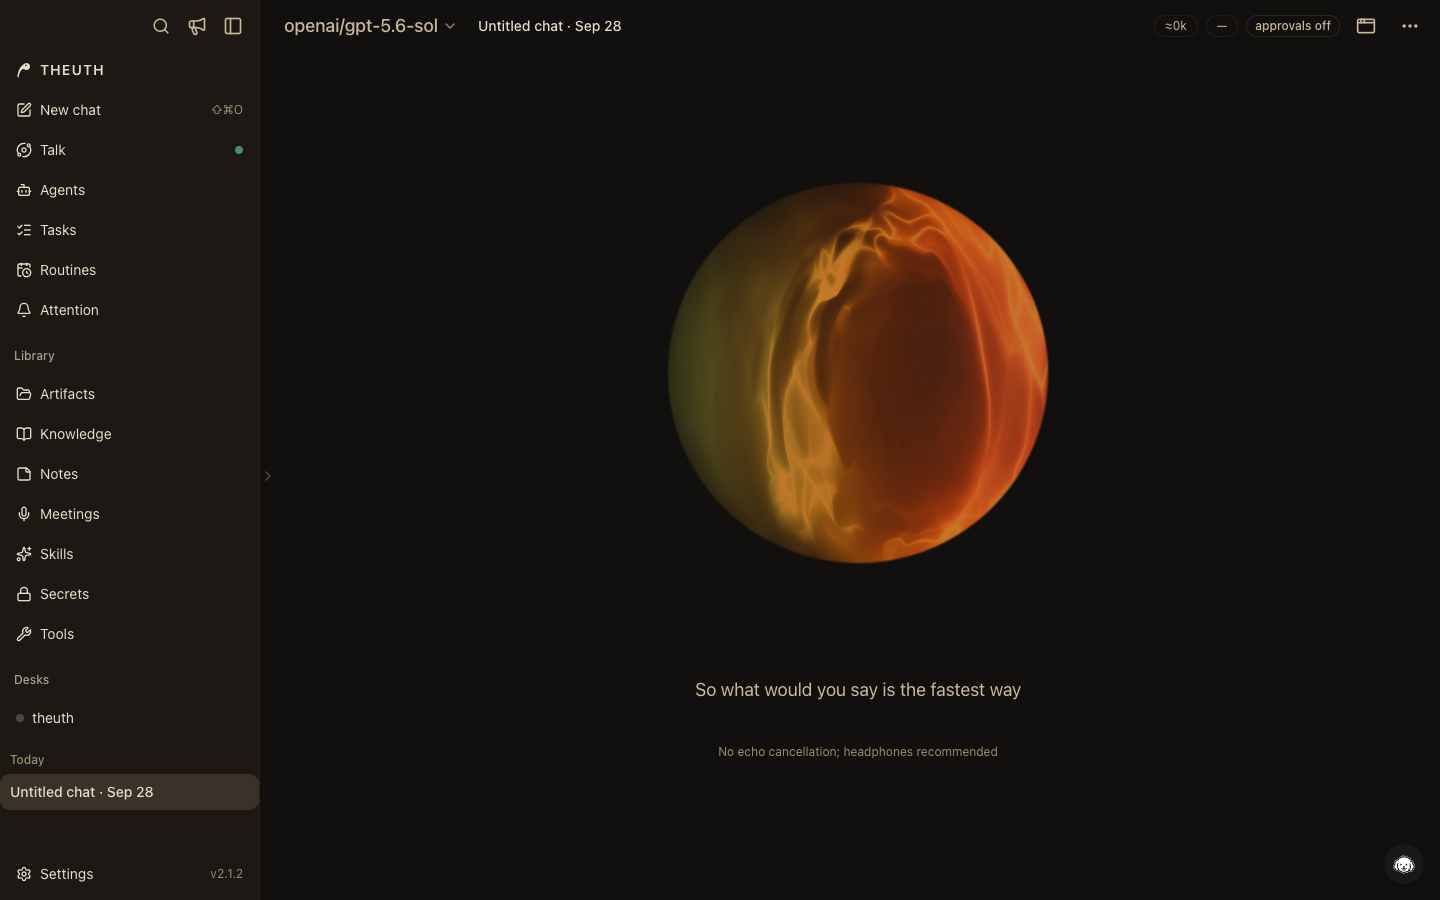 THEUTH
New chat ⇧⌘O
Talk
Agents
Tasks
Routines
Attention
Library
Artifacts
Knowledge
Notes
Meetings
Skills
Secrets
Tools
Desks
theuth
Today
Untitled chat · Sep 28
Settings v2.1.2
openai/gpt-5.6-sol
Untitled chat · Sep 28
≈0k
—
approvals off
So what would you say is the fastest way
No echo cancellation; headphones recommended